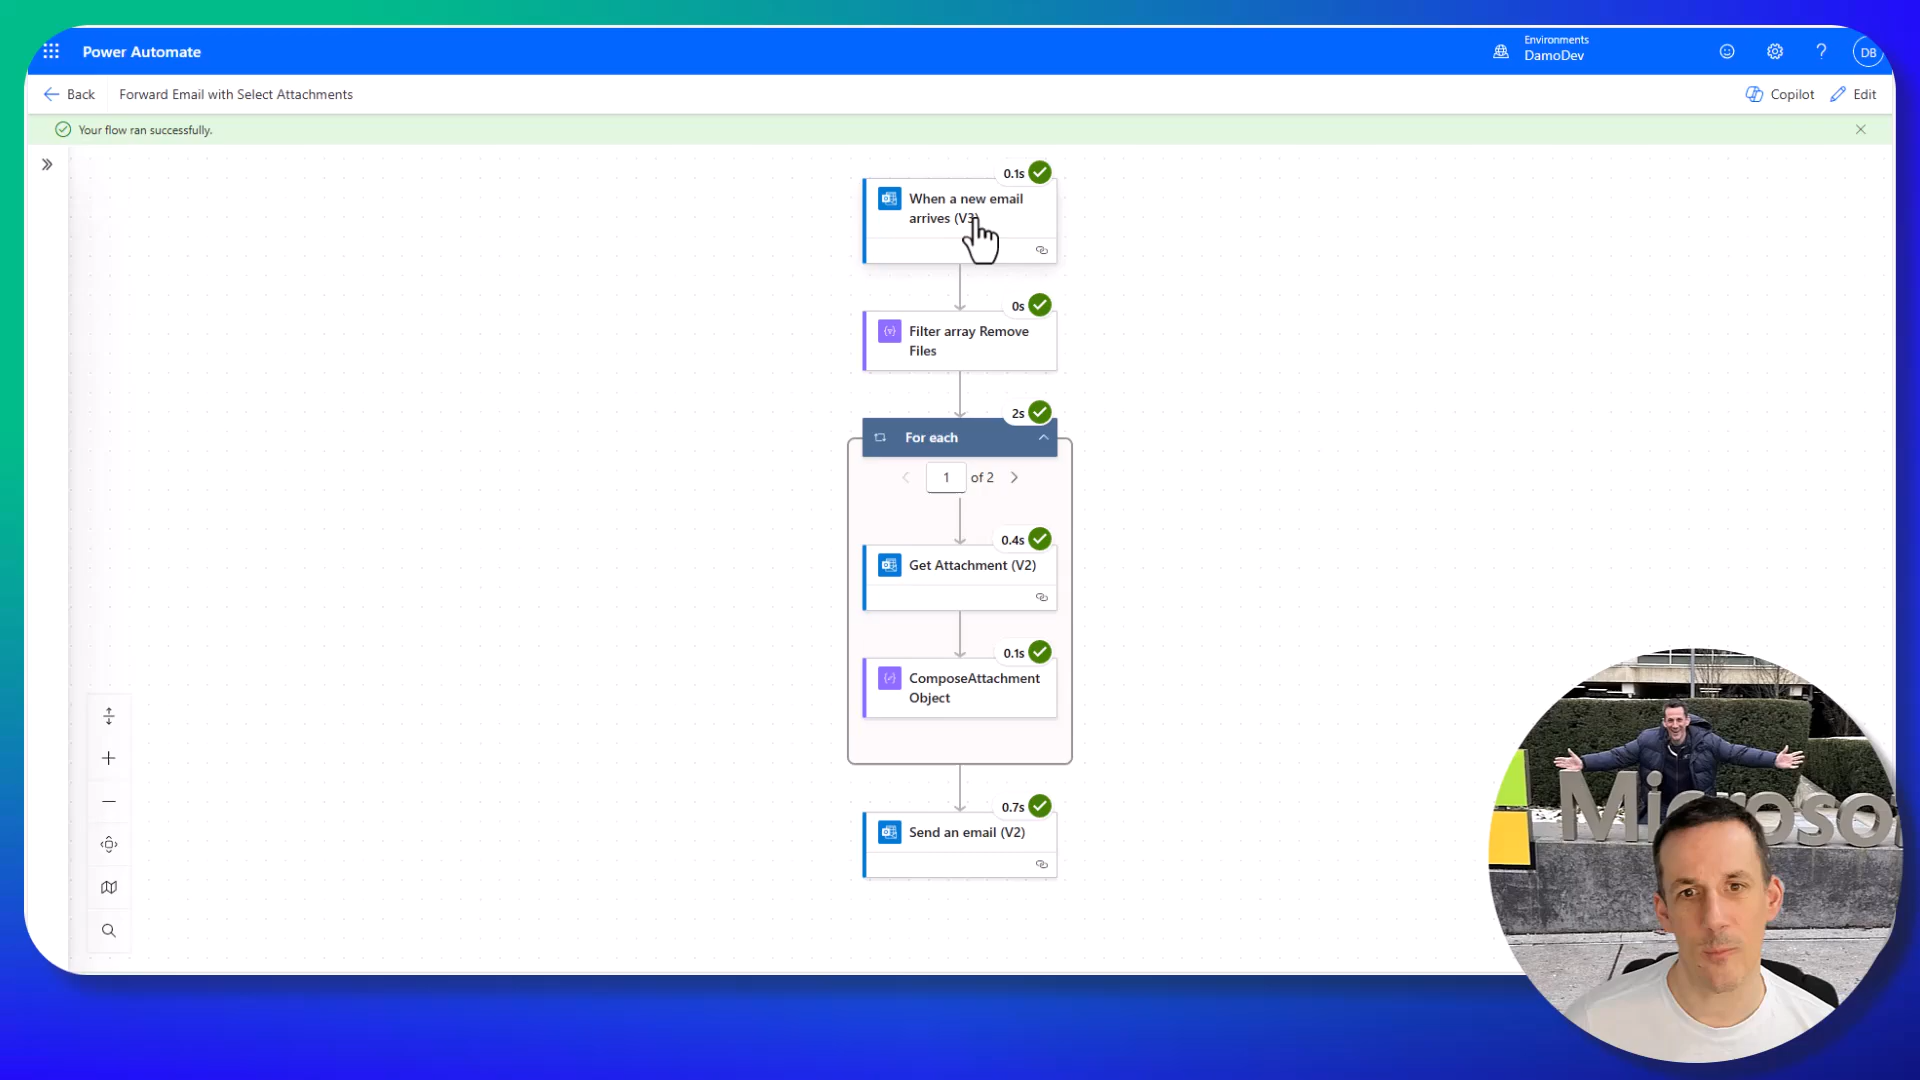 Power Automate
Environments
DamoDev
?
DB
Back
Forward Email with Select Attachments
Copilot
Edit
Your flow ran successfully.
0.1s
When a new email
arrives (V3)
0s
Filter array Remove
Files
2s
For each
1 of 2
0.4s
Get Attachment (V2)
0.1s
ComposeAttachment
Object
0.7s
Send an email (V2)